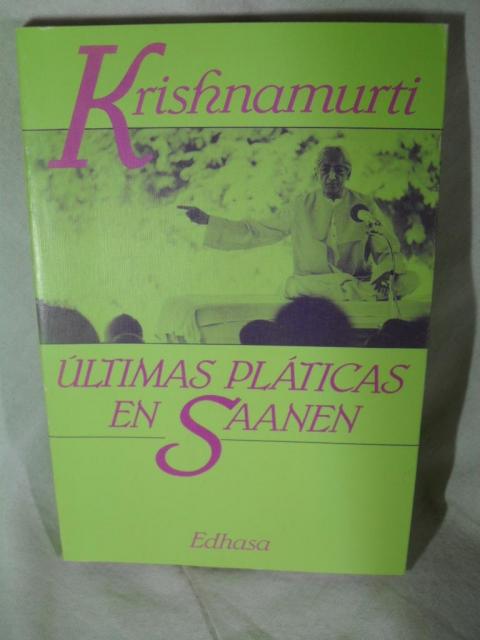 Krishnamurti
ÚLTIMAS PLÁTICAS
EN SAANEN
Edhasa